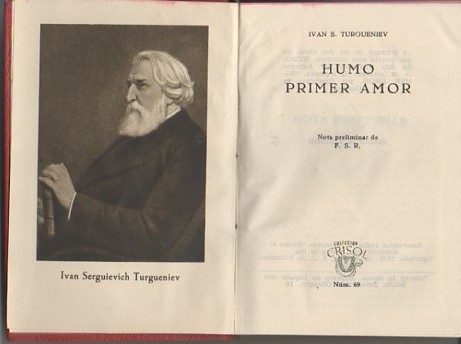 Ivan Serguievich Turgueniev
IVAN S. TURGUENIEV
HUMO
PRIMER AMOR
Nota preliminar de
F. S. R.
COLECCION
CRISOL
Núm. 69